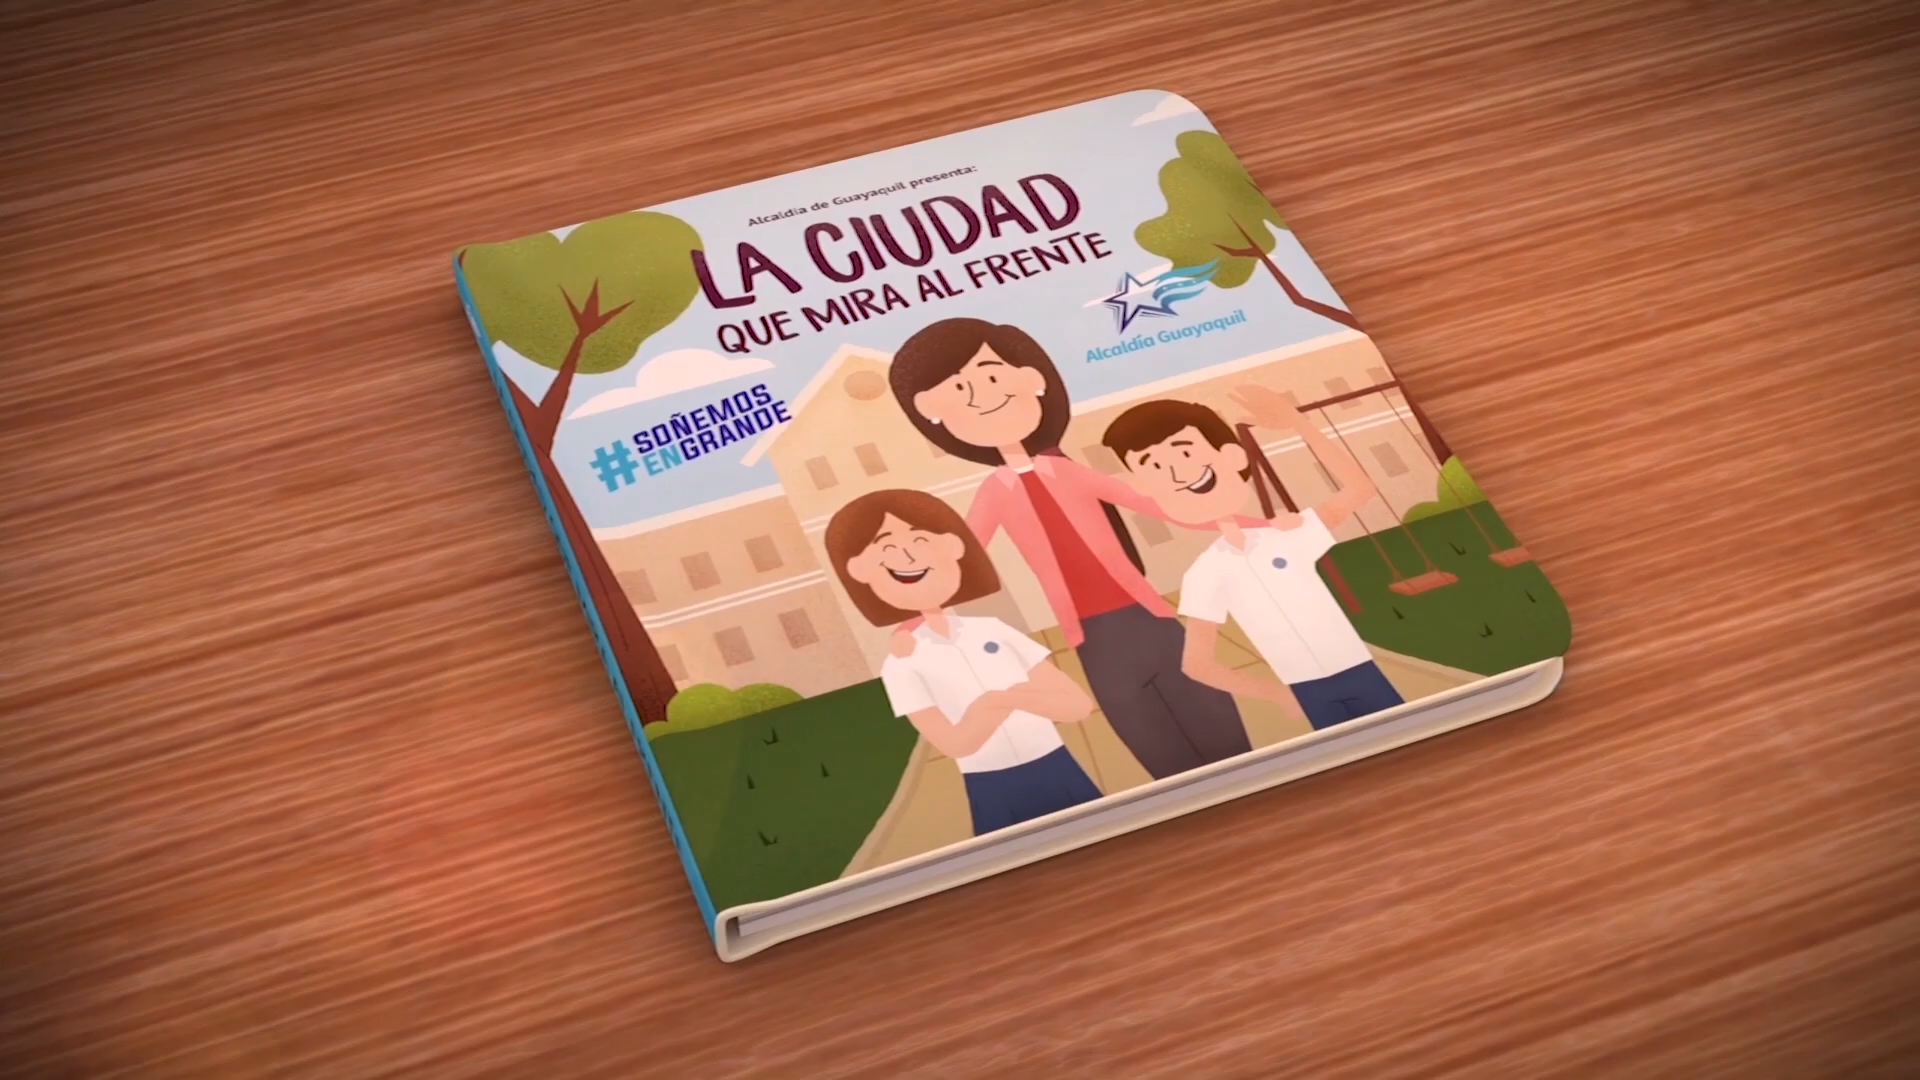 Alcaldía de Guayaquil presenta:
LA CIUDAD
QUE MIRA AL FRENTE
Alcaldía Guayaquil
#SOÑEMOS
ENGRANDE